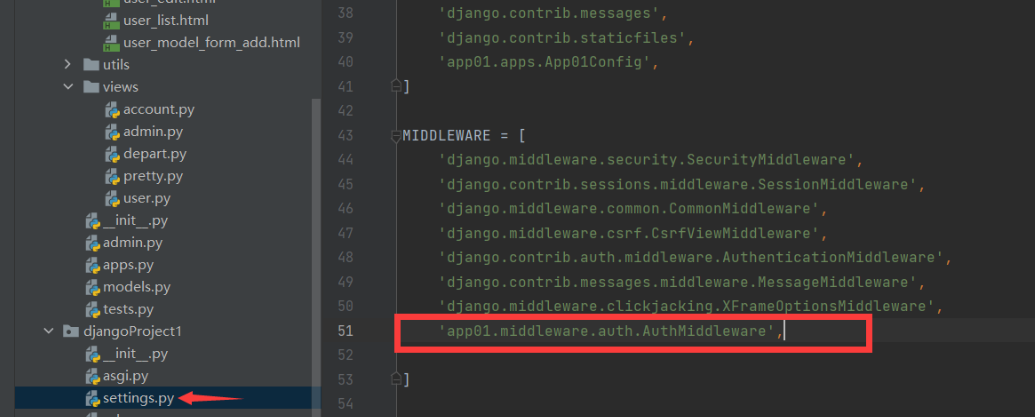 user_edit.html
user_list.html
user_model_form_add.html
utils
views
account.py
admin.py
depart.py
pretty.py
user.py
__init__.py
admin.py
apps.py
models.py
tests.py
djangoProject1
__init__.py
asgi.py
settings.py
38 'django.contrib.messages',
39 'django.contrib.staticfiles',
40 'app01.apps.App01Config',
41 ]
42
43 MIDDLEWARE = [
44 'django.middleware.security.SecurityMiddleware',
45 'django.contrib.sessions.middleware.SessionMiddleware',
46 'django.middleware.common.CommonMiddleware',
47 'django.middleware.csrf.CsrfViewMiddleware',
48 'django.contrib.auth.middleware.AuthenticationMiddleware',
49 'django.contrib.messages.middleware.MessageMiddleware',
50 'django.middleware.clickjacking.XFrameOptionsMiddleware',
51 'app01.middleware.auth.AuthMiddleware',
52
53 ]
54